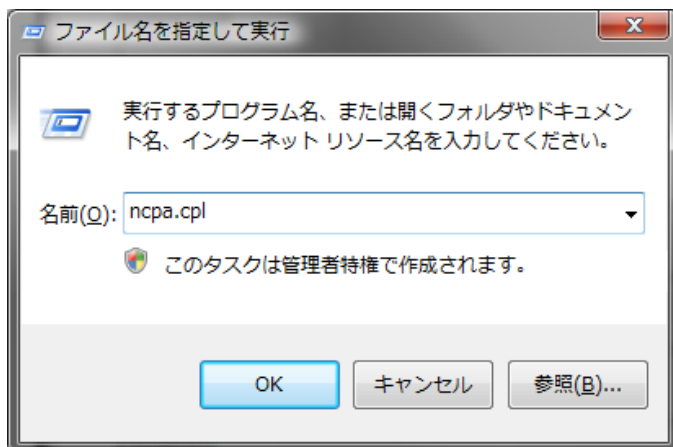 ファイル名を指定して実行
実行するプログラム名、または開くフォルダやドキュメン
ト名、インターネット リソース名を入力してください。
名前(O): ncpa.cpl
このタスクは管理者特権で作成されます。
OK キャンセル 参照(B)...